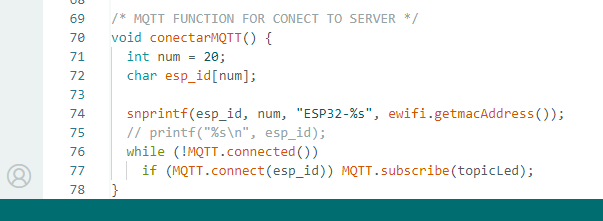 69 /* MQTT FUNCTION FOR CONECT TO SERVER */
70 void conectarMQTT() {
71 int num = 20;
72 char esp_id[num];
73
74 snprintf(esp_id, num, "ESP32-%s", ewifi.getmacAddress());
75 // printf("%s\n", esp_id);
76 while (!MQTT.connected())
77 if (MQTT.connect(esp_id)) MQTT.subscribe(topicLed);
78 }